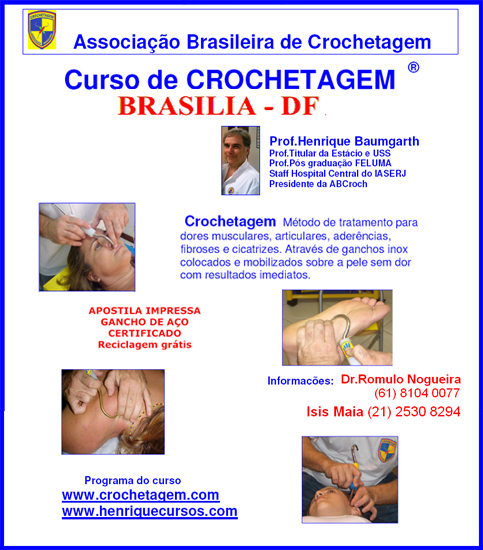 Associação Brasileira de Crochetagem
Curso de CROCHETAGEM ®
BRASILIA - DF
Prof.Henrique Baumgarth
Prof.Titular da Estácio e USS
Prof.Pós graduação FELUMA
Staff Hospital Central do IASERJ
Presidente da ABCroch
Crochetagem Método de tratamento para
dores musculares, articulares, aderências,
fibroses e cicatrizes. Através de ganchos inox
colocados e mobilizados sobre a pele sem dor
com resultados imediatos.
APOSTILA IMPRESSA
GANCHO DE AÇO
CERTIFICADO
Reciclagem grátis
Informacões: Dr.Romulo Nogueira
(61) 8104 0077
Isis Maia (21) 2530 8294
Programa do curso
www.crochetagem.com
www.henriquecursos.com